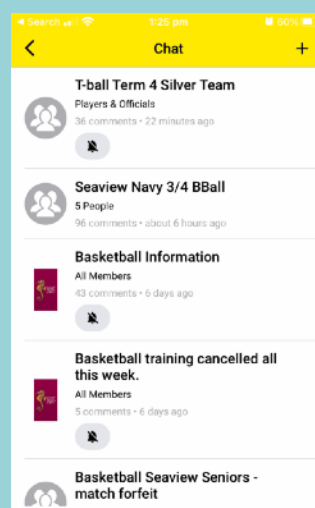 Search
1:25 pm
60%
Chat
T-ball Term 4 Silver Team
Players & Officials
36 comments • 22 minutes ago
Seaview Navy 3/4 BBall
5 People
96 comments • about 6 hours ago
Basketball Information
All Members
43 comments • 6 days ago
Basketball training cancelled all
this week.
All Members
5 comments • 6 days ago
Basketball Seaview Seniors -
match forfeit